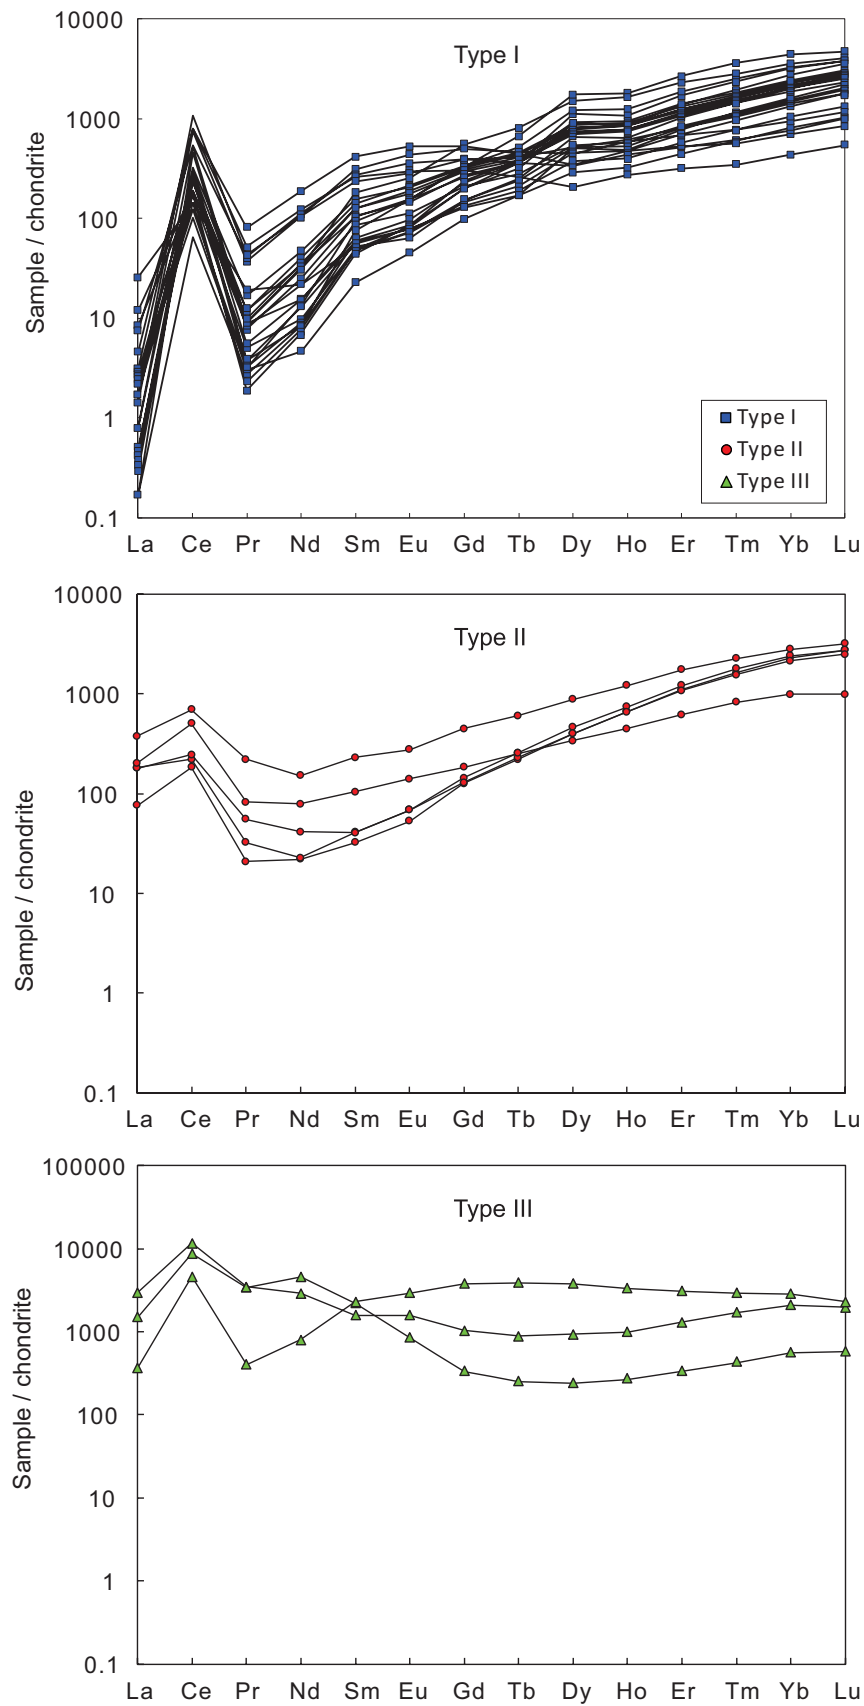 10000
Type I
1000
100
Sample / chondrite
10
1
Type I
Type II
Type III
0.1
La Ce Pr Nd Sm Eu Gd Tb Dy Ho Er Tm Yb Lu
10000
Type II
1000
100
Sample / chondrite
10
1
0.1
La Ce Pr Nd Sm Eu Gd Tb Dy Ho Er Tm Yb Lu
100000
Type III
10000
1000
Sample / chondrite
100
10
1
0.1
La Ce Pr Nd Sm Eu Gd Tb Dy Ho Er Tm Yb Lu